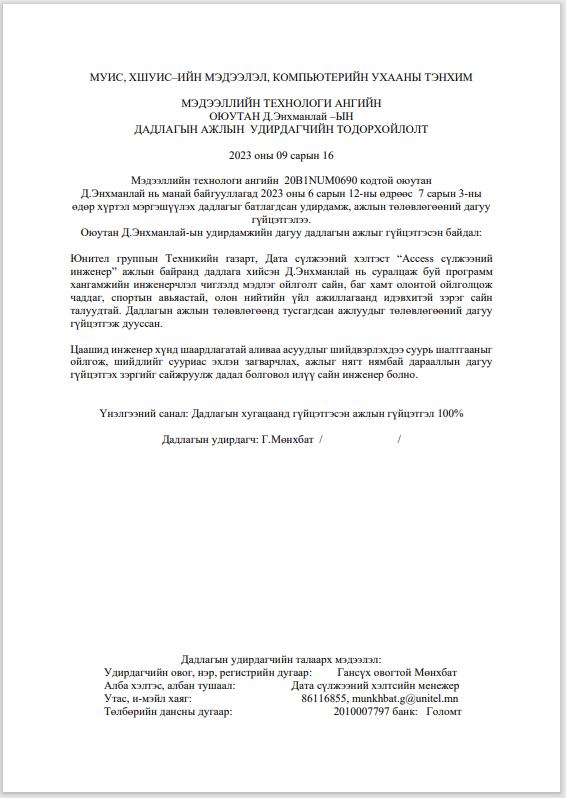 МУИС, ХШУИС–ИЙН МЭДЭЭЛЭЛ, КОМПЬЮТЕРИЙН УХААНЫ ТЭНХИМ
МЭДЭЭЛЛИЙН ТЕХНОЛОГИ АНГИЙН
ОЮУТАН Д.Энхманлай –ЫН
ДАДЛАГЫН АЖЛЫН УДИРДАГЧИЙН ТОДОРХОЙЛОЛТ
2023 оны 09 сарын 16
Мэдээллийн технологи ангийн 20B1NUM0690 кодтой оюутан
Д.Энхманлай нь манай байгууллагад 2023 оны 6 сарын 12-ны өдрөөс 7 сарын 3-ны
өдөр хүртэл мэргэшүүлэх дадлагыг батлагдсан удирдамж, ажлын төлөвлөгөөний дагуу
гүйцэтгэлээ.
Оюутан Д.Энхманлай-ын удирдамжийн дагуу дадлагын ажлыг гүйцэтгэсэн байдал:
Юнител группын Техникийн газарт, Дата сүлжээний хэлтэст “Access сүлжээний
инженер” ажлын байранд дадлага хийсэн Д.Энхманлай нь суралцаж буй программ
хангамжийн инженерчлэл чиглэлд мэдлэг ойлголт сайн, баг хамт олонтой ойлголцож
чаддаг, спортын авьяастай, олон нийтийн үйл ажиллагаанд идэвхитэй зэрэг сайн
талуудтай. Дадлагын ажлын төлөвлөгөөнд тусгагдсан ажлуудыг төлөвлөгөөний дагуу
гүйцэтгэж дууссан.
Цаашид инженер хүнд шаардлагатай аливаа асуудлыг шийдвэрлэхдээ суурь шалтгааныг
ойлгож, шийдлийг сууриас эхлэн загварчлах, ажлыг нягт нямбай дарааллын дагуу
гүйцэтгэх зэргийг сайжруулж дадал болговол илүү сайн инженер болно.
Үнэлгээний санал: Дадлагын хугацаанд гүйцэтгэсэн ажлын гүйцэтгэл 100%
Дадлагын удирдагч: Г.Мөнхбат / /
Дадлагын удирдагчийн талаарх мэдээлэл:
Удирдагчийн овог, нэр, регистрийн дугаар: Гансүх овогтой Мөнхбат
Алба хэлтэс, албан тушаал: Дата сүлжээний хэлтсийн менежер
Утас, и-мэйл хаяг: 86116855, munkhbat.g@unitel.mn
Төлбөрийн дансны дугаар: 2010007797 банк: Голомт